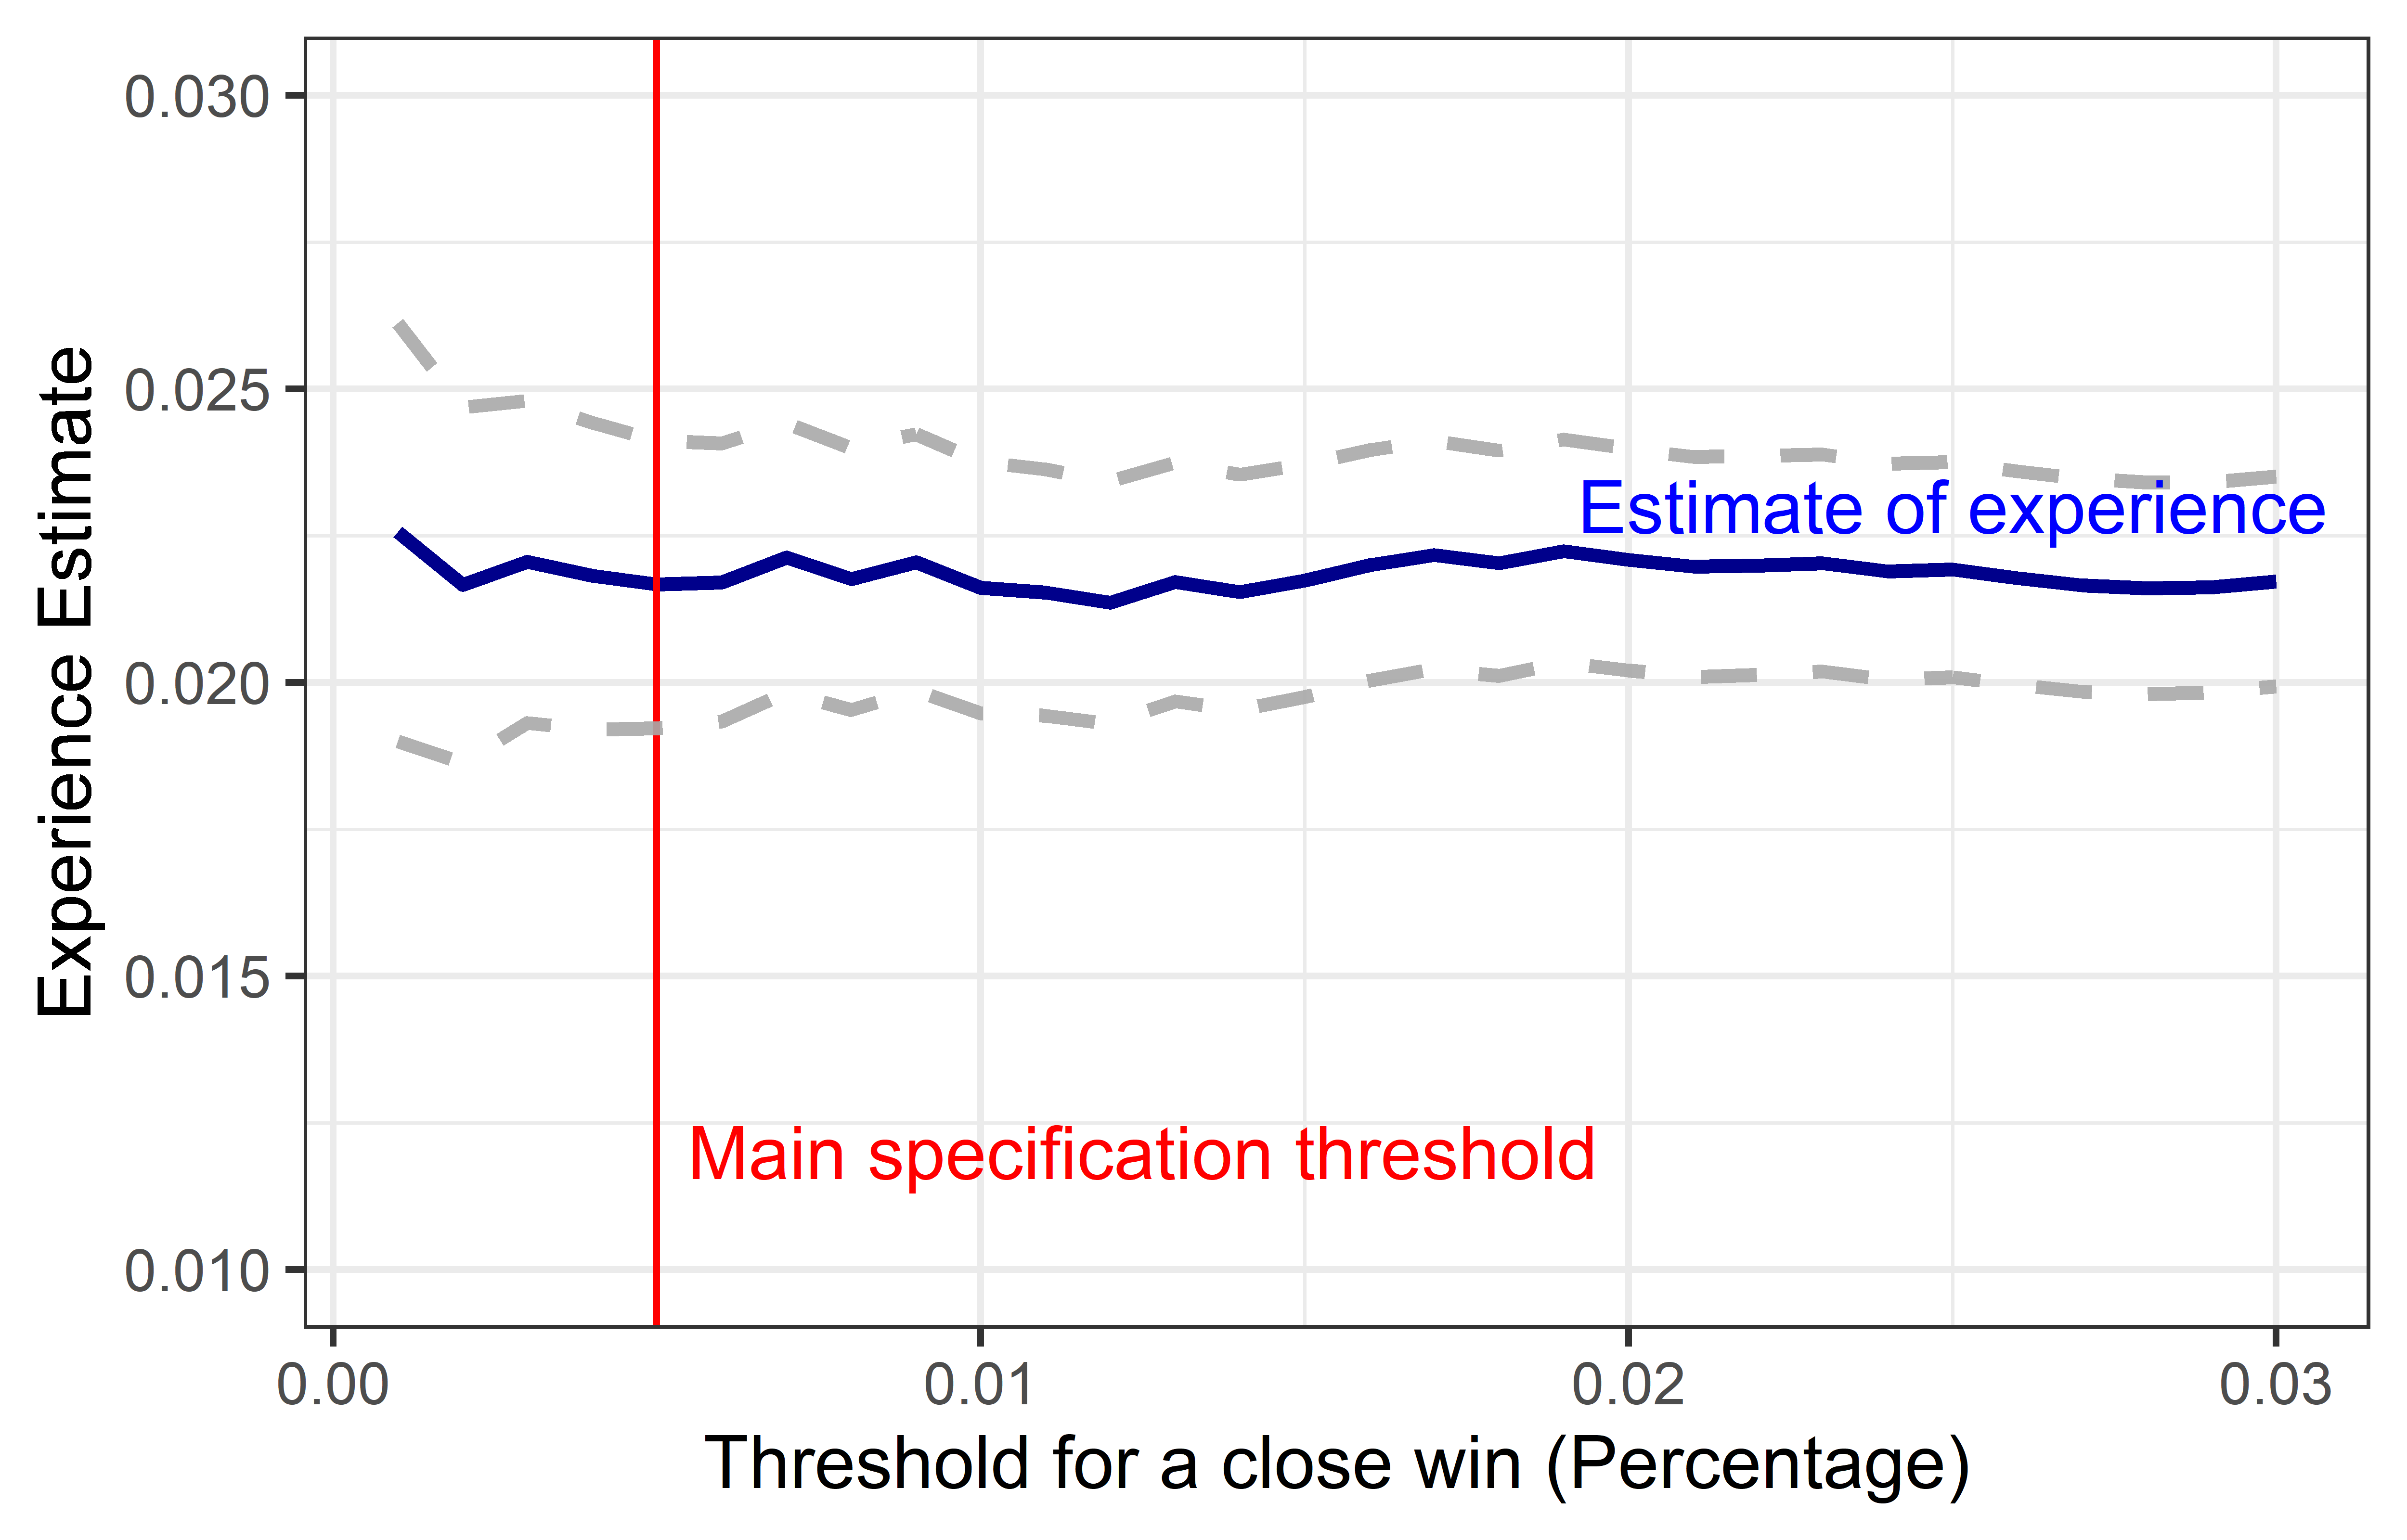 0.030
0.025
0.020
0.015
0.010
Experience Estimate
Estimate of experience
Main specification threshold
0.00 0.01 0.02 0.03
Threshold for a close win (Percentage)